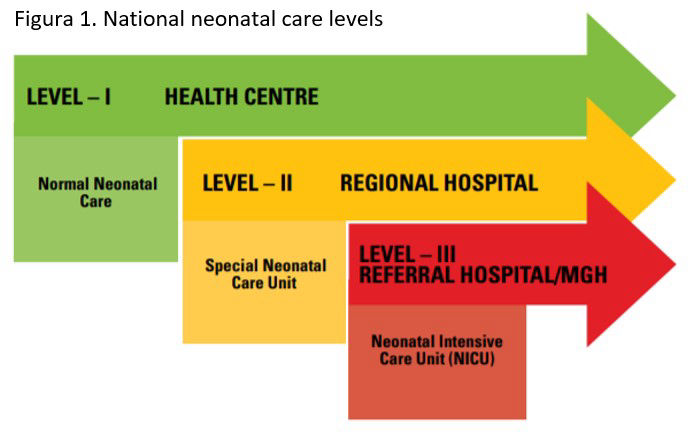 Figura 1. National neonatal care levels
LEVEL – I HEALTH CENTRE
Normal Neonatal
Care
LEVEL – II REGIONAL HOSPITAL
Special Neonatal
Care Unit
LEVEL – III
REFERRAL HOSPITAL/MGH
Neonatal Intensive
Care Unit (NICU)